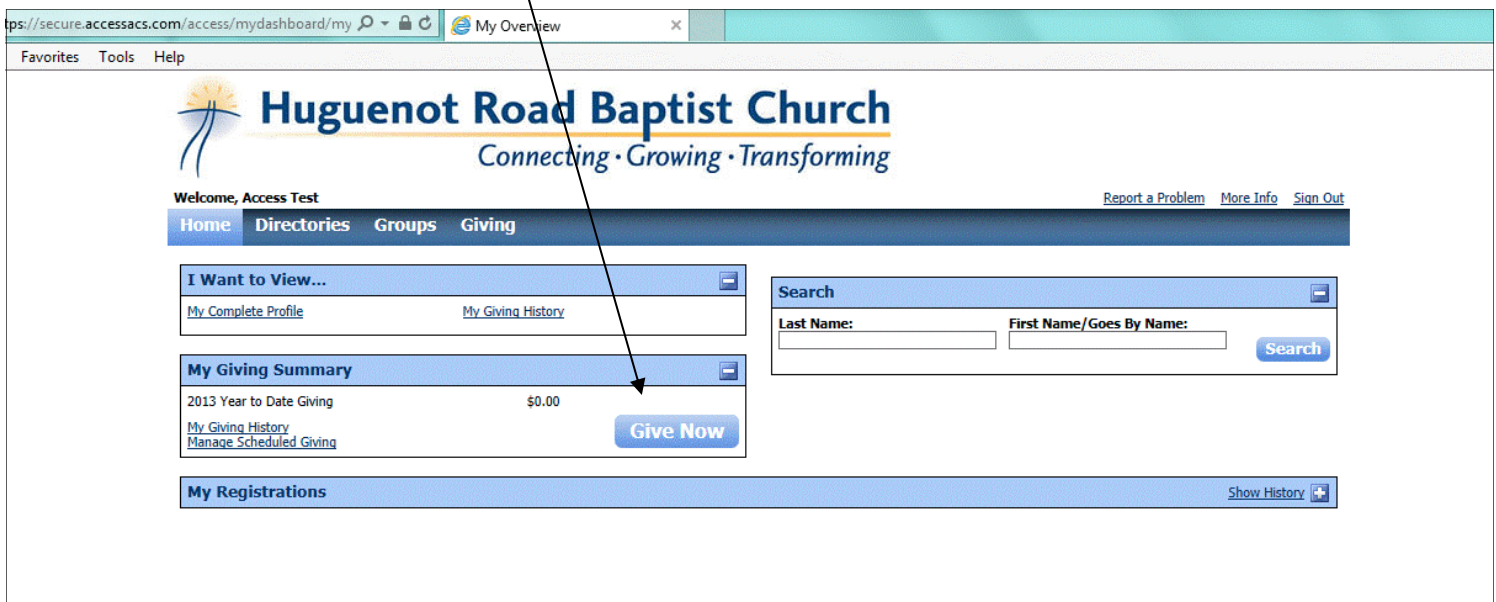 tps://secure.accessacs.com/access/mydashboard/my
My Overview
Favorites Tools Help
Huguenot Road Baptist Church
Connecting · Growing · Transforming
Welcome, Access Test
Report a Problem More Info Sign Out
Home Directories Groups Giving
I Want to View...
My Complete Profile My Giving History
Search
Last Name: First Name/Goes By Name:
Search
My Giving Summary
2013 Year to Date Giving $0.00
My Giving History
Manage Scheduled Giving
Give Now
My Registrations Show History